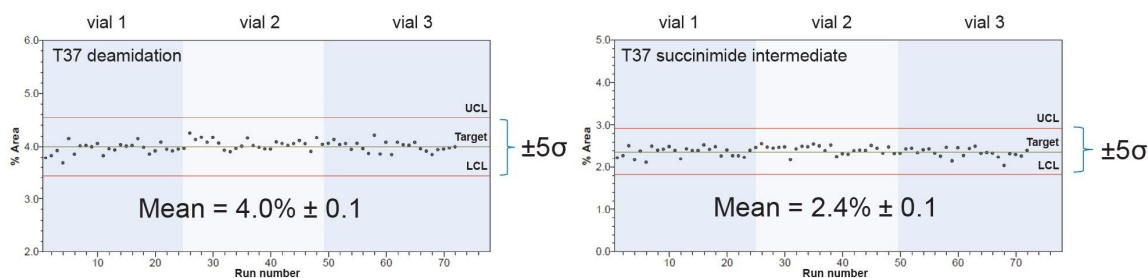 vial 1 vial 2 vial 3
T37 deamidation
6.0
5.0
4.0
3.0
2.0
% Area
UCL
Target
LCL
±5σ
Mean = 4.0% ± 0.1
10 20 30 40 50 60 70
Run number
vial 1 vial 2 vial 3
T37 succinimide intermediate
5.0
4.0
3.0
2.0
1.0
0.0
% Area
UCL
Target
LCL
±5σ
Mean = 2.4% ± 0.1
10 20 30 40 50 60 70
Run number